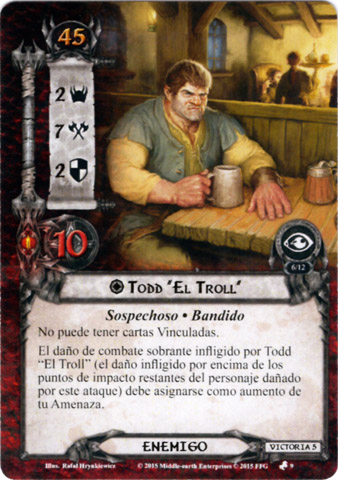 45
2
7
2
10
6/12
Todd "El Troll"
Sospechoso • Bandido
No puede tener cartas Vinculadas.
El daño de combate sobrante infligido por Todd
"El Troll" (el daño infligido por encima de los
puntos de impacto restantes del personaje dañado
por este ataque) debe asignarse como aumento de
tu Amenaza.
ENEMIGO
VICTORIA 5
Illus. Rafał Hrynkiewicz
© 2015 Middle-earth Enterprises © 2015 FFG
9